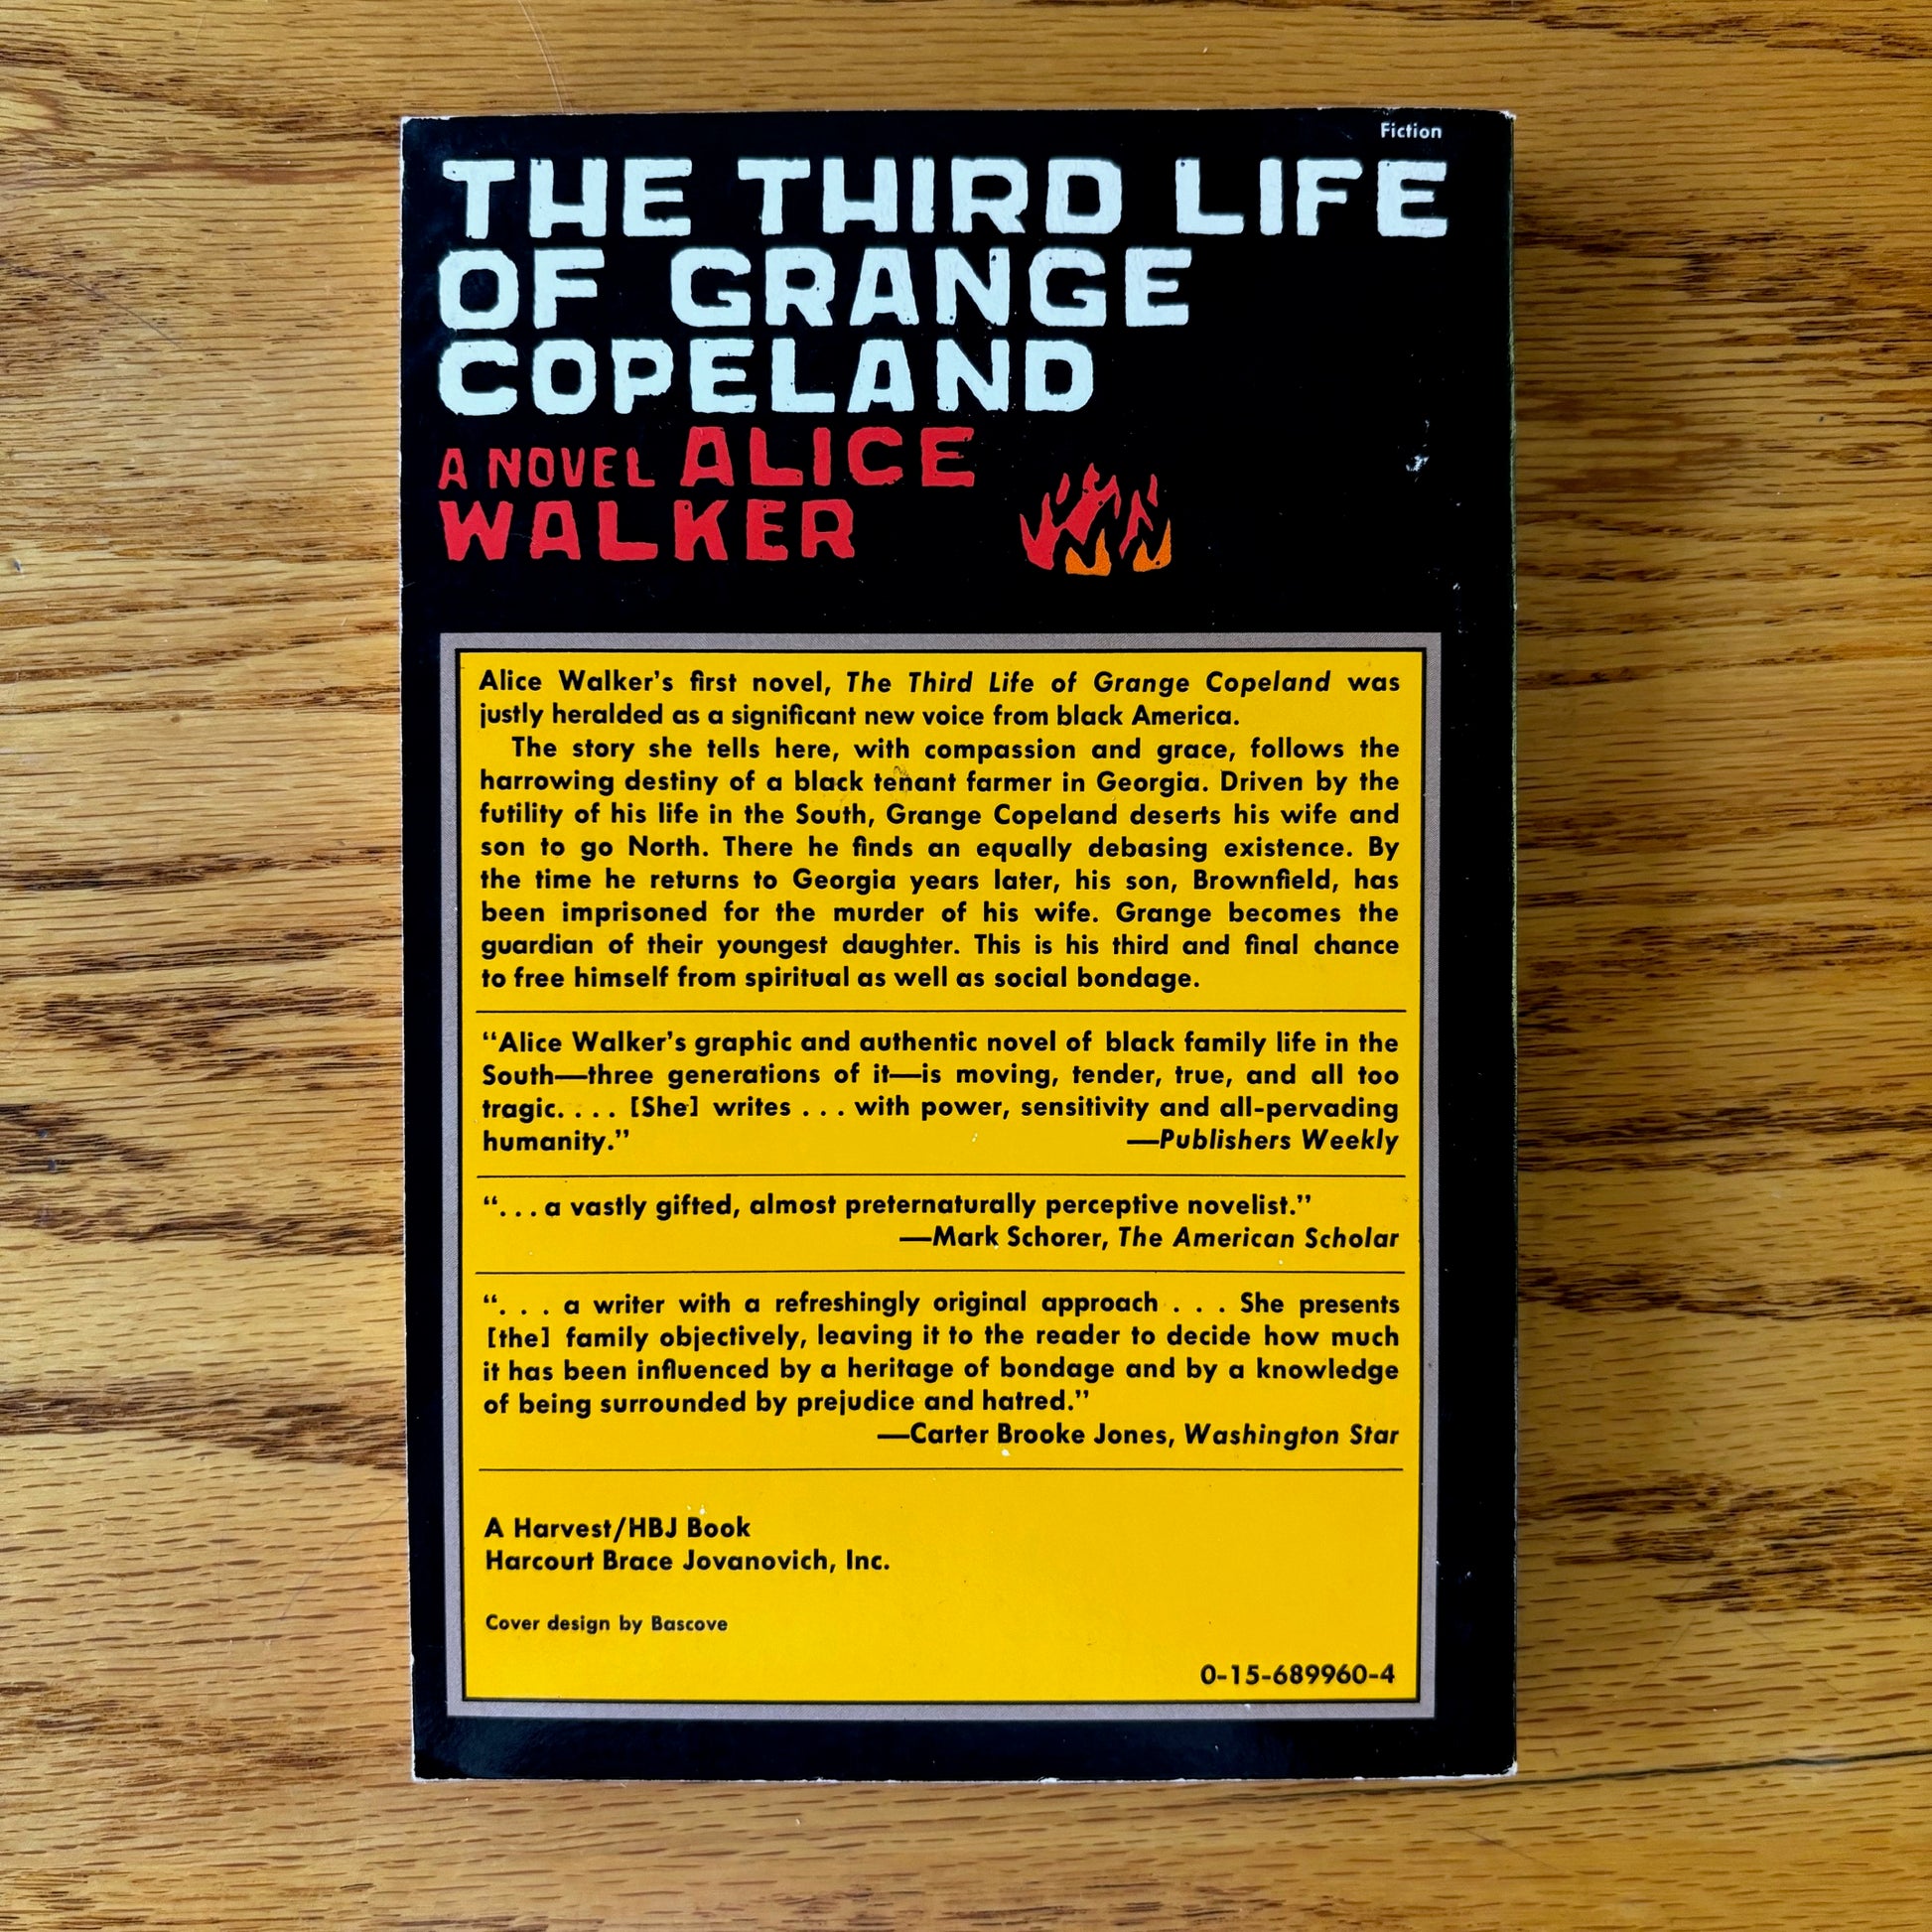 Fiction
THE THIRD LIFE
OF GRANGE
COPELAND
A NOVEL ALICE
WALKER
Alice Walker's first novel, The Third Life of Grange Copeland was
justly heralded as a significant new voice from black America.
The story she tells here, with compassion and grace, follows the
harrowing destiny of a black tenant farmer in Georgia. Driven by the
futility of his life in the South, Grange Copeland deserts his wife and
son to go North. There he finds an equally debasing existence. By
the time he returns to Georgia years later, his son, Brownfield, has
been imprisoned for the murder of his wife. Grange becomes the
guardian of their youngest daughter. This is his third and final chance
to free himself from spiritual as well as social bondage.
“Alice Walker's graphic and authentic novel of black family life in the
South—three generations of it—is moving, tender, true, and all too
tragic. . . . [She] writes . . . with power, sensitivity and all-pervading
humanity.” —Publishers Weekly
“. . . a vastly gifted, almost preternaturally perceptive novelist.”
—Mark Schorer, The American Scholar
“. . . a writer with a refreshingly original approach . . . She presents
[the] family objectively, leaving it to the reader to decide how much
it has been influenced by a heritage of bondage and by a knowledge
of being surrounded by prejudice and hatred.”
—Carter Brooke Jones, Washington Star
A Harvest/HBJ Book
Harcourt Brace Jovanovich, Inc.
Cover design by Bascove
0-15-689960-4